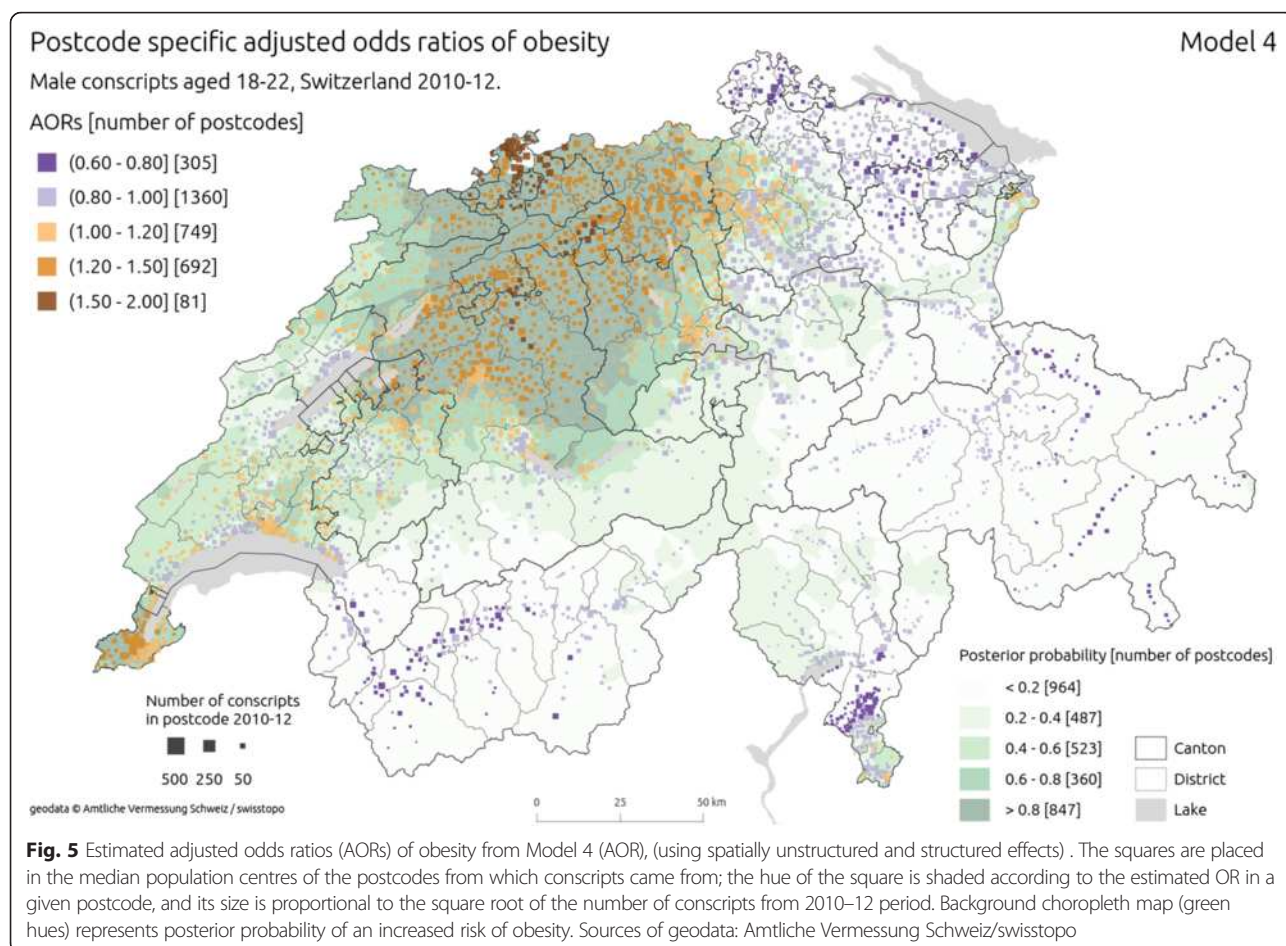 Postcode specific adjusted odds ratios of obesity
Model 4
Male conscripts aged 18-22, Switzerland 2010-12.
AORs [number of postcodes]
(0.60 - 0.80] [305]
(0.80 - 1.00] [1360]
(1.00 - 1.20] [749]
(1.20 - 1.50] [692]
(1.50 - 2.00] [81]
Number of conscripts
in postcode 2010-12
500 250 50
geodata © Amtliche Vermessung Schweiz / swisstopo
0 25 50 km
Posterior probability [number of postcodes]
< 0.2 [964]
0.2 - 0.4 [487]
0.4 - 0.6 [523]
0.6 - 0.8 [360]
> 0.8 [847]
Canton
District
Lake
Fig. 5 Estimated adjusted odds ratios (AORs) of obesity from Model 4 (AOR), (using spatially unstructured and structured effects) . The squares are placed
in the median population centres of the postcodes from which conscripts came from; the hue of the square is shaded according to the estimated OR in a
given postcode, and its size is proportional to the square root of the number of conscripts from 2010–12 period. Background choropleth map (green
hues) represents posterior probability of an increased risk of obesity. Sources of geodata: Amtliche Vermessung Schweiz/swisstopo